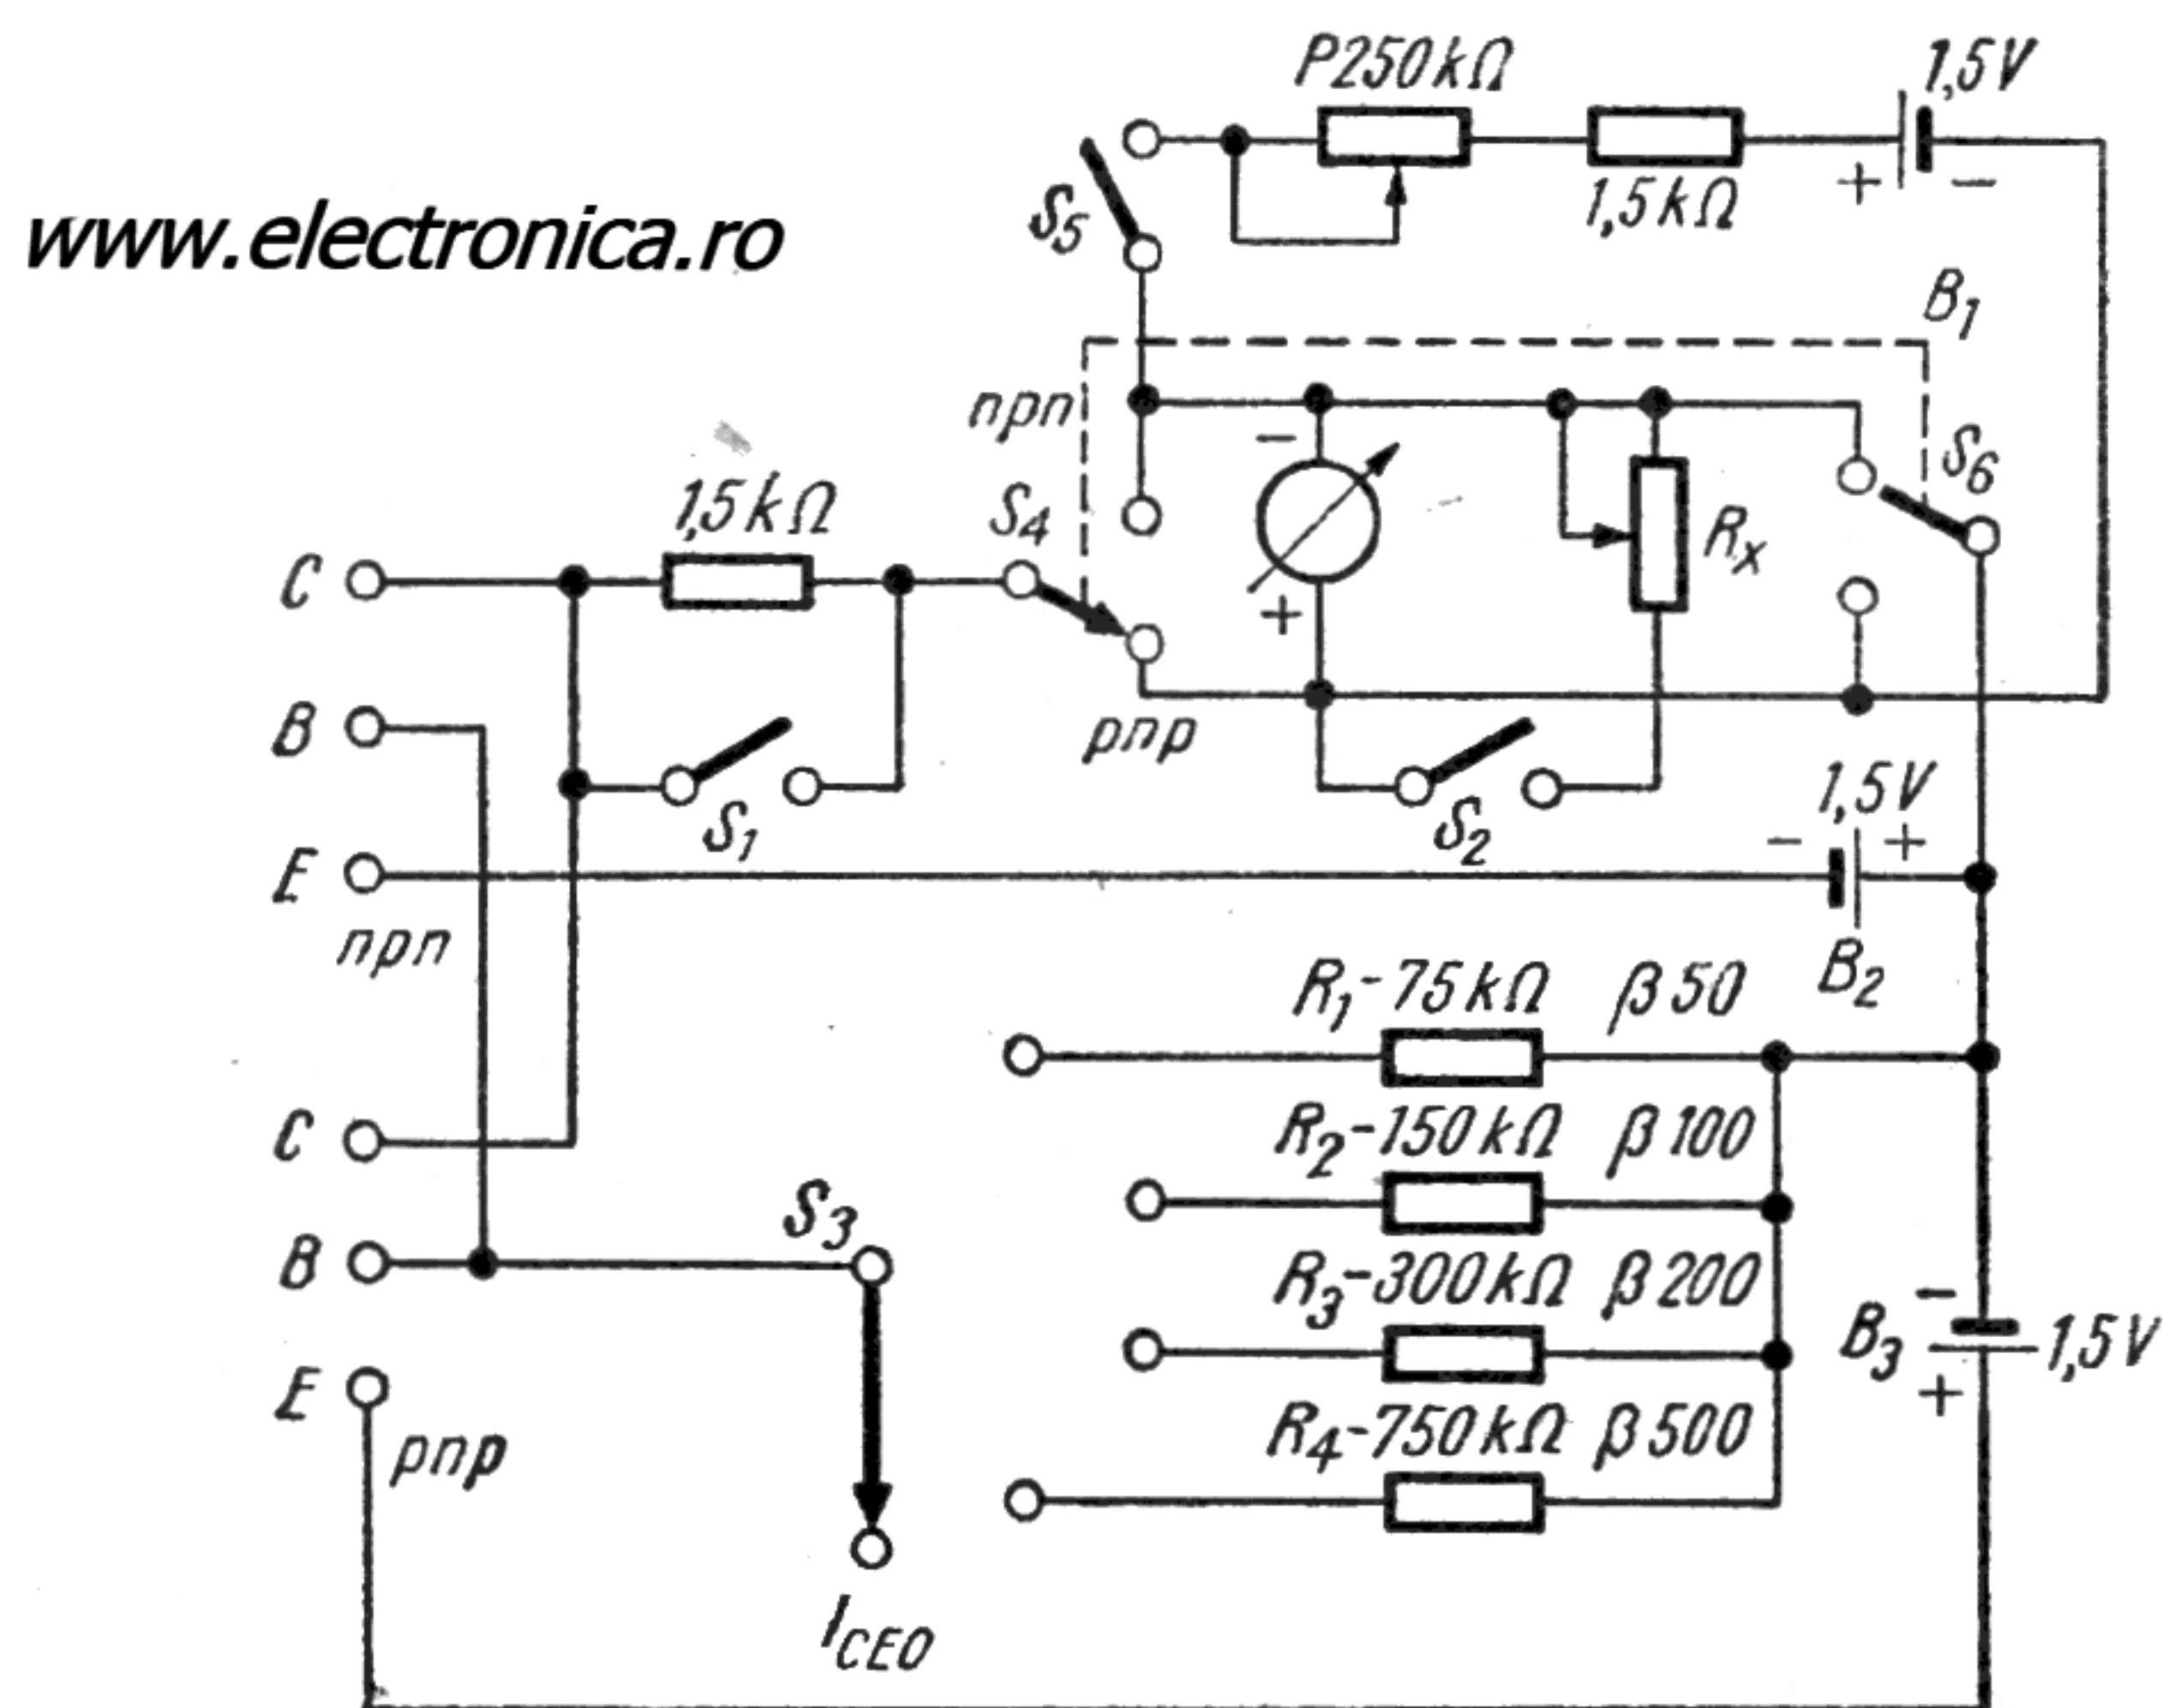 P250kΩ
1,5V
+ −
1,5kΩ
S5
www.electronica.ro
B1
npn
−
S6
1,5kΩ
S4
Rx
C
+
B
pnp
S1
S2
1,5V
− +
E
npn
B2
R1-75kΩ β50
C
R2-150kΩ β100
S3
B
R3-300kΩ β200
−
B3
1,5V
+
E
pnp
R4-750kΩ β500
ICEO